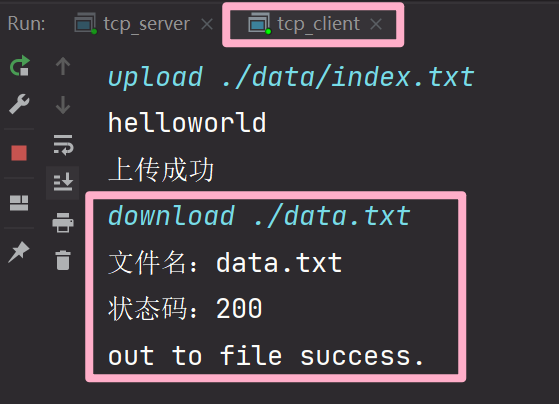 Run: tcp_server × tcp_client ×
upload ./data/index.txt
helloworld
上传成功
download ./data.txt
文件名：data.txt
状态码：200
out to file success.